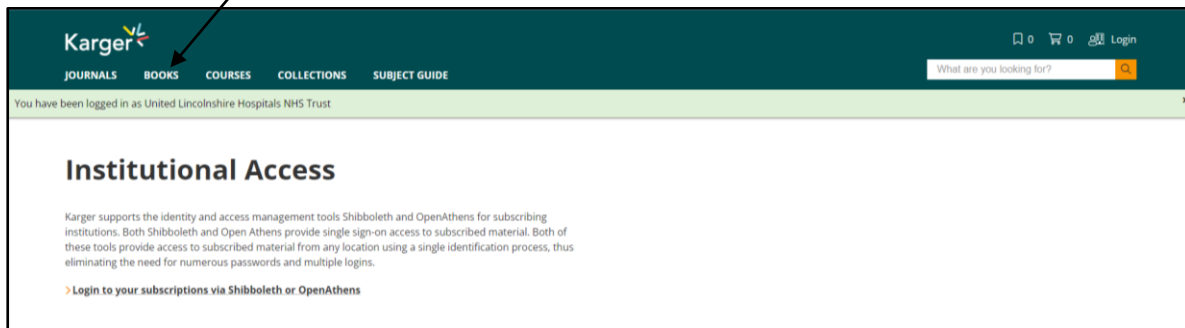 Karger
0 0 Login
JOURNALS BOOKS COURSES COLLECTIONS SUBJECT GUIDE
What are you looking for?
You have been logged in as United Lincolnshire Hospitals NHS Trust
Institutional Access
Karger supports the identity and access management tools Shibboleth and OpenAthens for subscribing
institutions. Both Shibboleth and Open Athens provide single sign-on access to subscribed material. Both of
these tools provide access to subscribed material from any location using a single identification process, thus
eliminating the need for numerous passwords and multiple logins.
>Login to your subscriptions via Shibboleth or OpenAthens